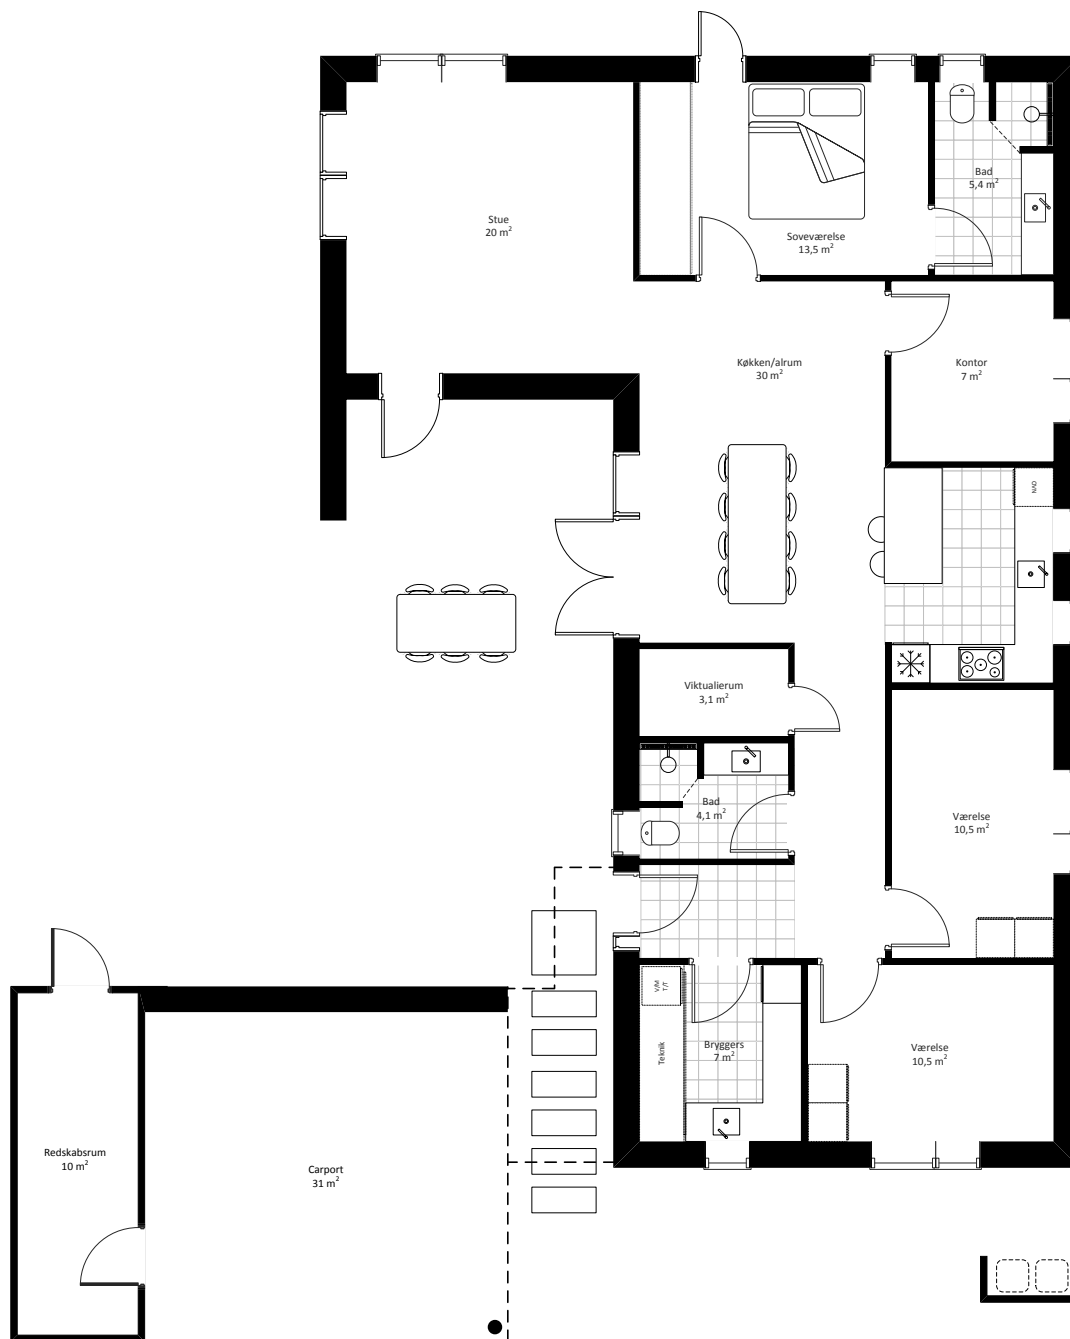 Bad
5,4 m²
Stue
20 m²
Soveværelse
13,5 m²
Køkken/alrum
30 m²
Kontor
7 m²
NAD
Viktualierum
3,1 m²
Bad
4,1 m²
Værelse
10,5 m²
V/M
T/T
Teknik
Bryggers
7 m²
Værelse
10,5 m²
Redskabsrum
10 m²
Carport
31 m²